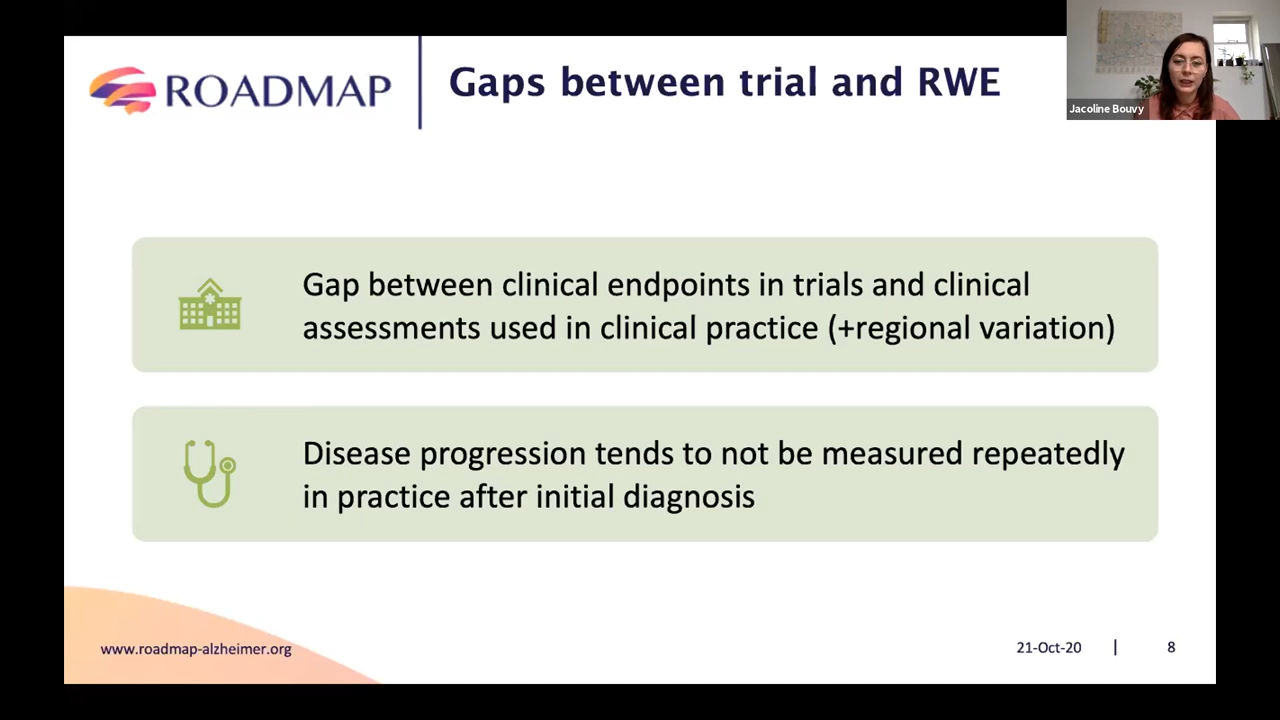 ROADMAP
Gaps between trial and RWE
Jacoline Bouvy
Gap between clinical endpoints in trials and clinical
assessments used in clinical practice (+regional variation)
Disease progression tends to not be measured repeatedly
in practice after initial diagnosis
www.roadmap-alzheimer.org
21-Oct-20 | 8